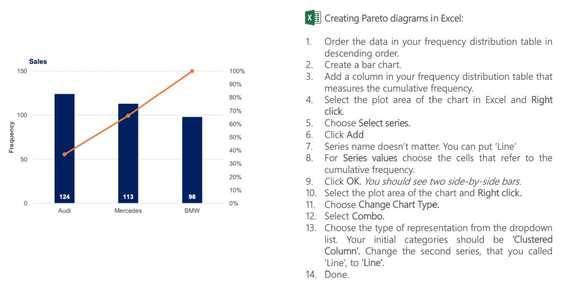 Sales
150
100
50
0
Frequency
124
113
98
Audi
Mercedes
BMW
100%
90%
80%
70%
60%
50%
40%
30%
20%
10%
0%
Creating Pareto diagrams in Excel:
1. Order the data in your frequency distribution table in
descending order.
2. Create a bar chart.
3. Add a column in your frequency distribution table that
measures the cumulative frequency.
4. Select the plot area of the chart in Excel and Right
click.
5. Choose Select series.
6. Click Add
7. Series name doesn't matter. You can put 'Line'
8. For Series values choose the cells that refer to the
cumulative frequency.
9. Click OK. You should see two side-by-side bars.
10. Select the plot area of the chart and Right click.
11. Choose Change Chart Type.
12. Select Combo.
13. Choose the type of representation from the dropdown
list. Your initial categories should be 'Clustered
Column'. Change the second series, that you called
'Line', to 'Line'.
14. Done.